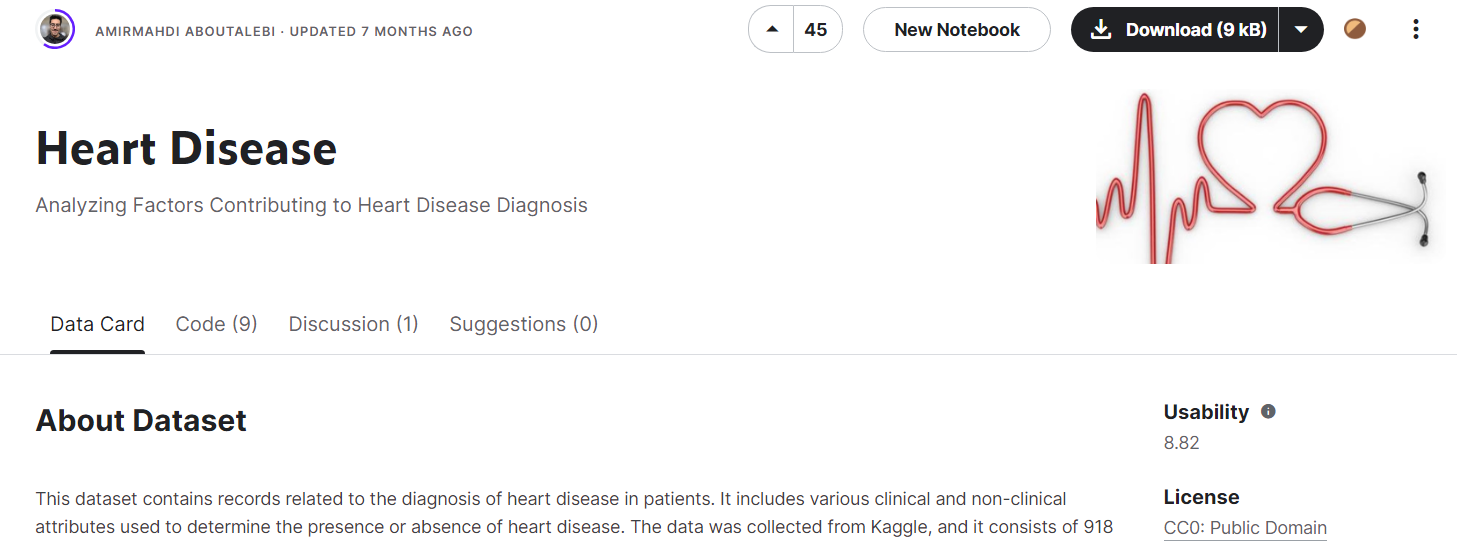 AMIRMAHDI ABOUTALEBI · UPDATED 7 MONTHS AGO
45
New Notebook
Download (9 kB)
Heart Disease
Analyzing Factors Contributing to Heart Disease Diagnosis
Data Card
Code (9)
Discussion (1)
Suggestions (0)
About Dataset
This dataset contains records related to the diagnosis of heart disease in patients. It includes various clinical and non-clinical
attributes used to determine the presence or absence of heart disease. The data was collected from Kaggle, and it consists of 918
Usability
8.82
License
CC0: Public Domain